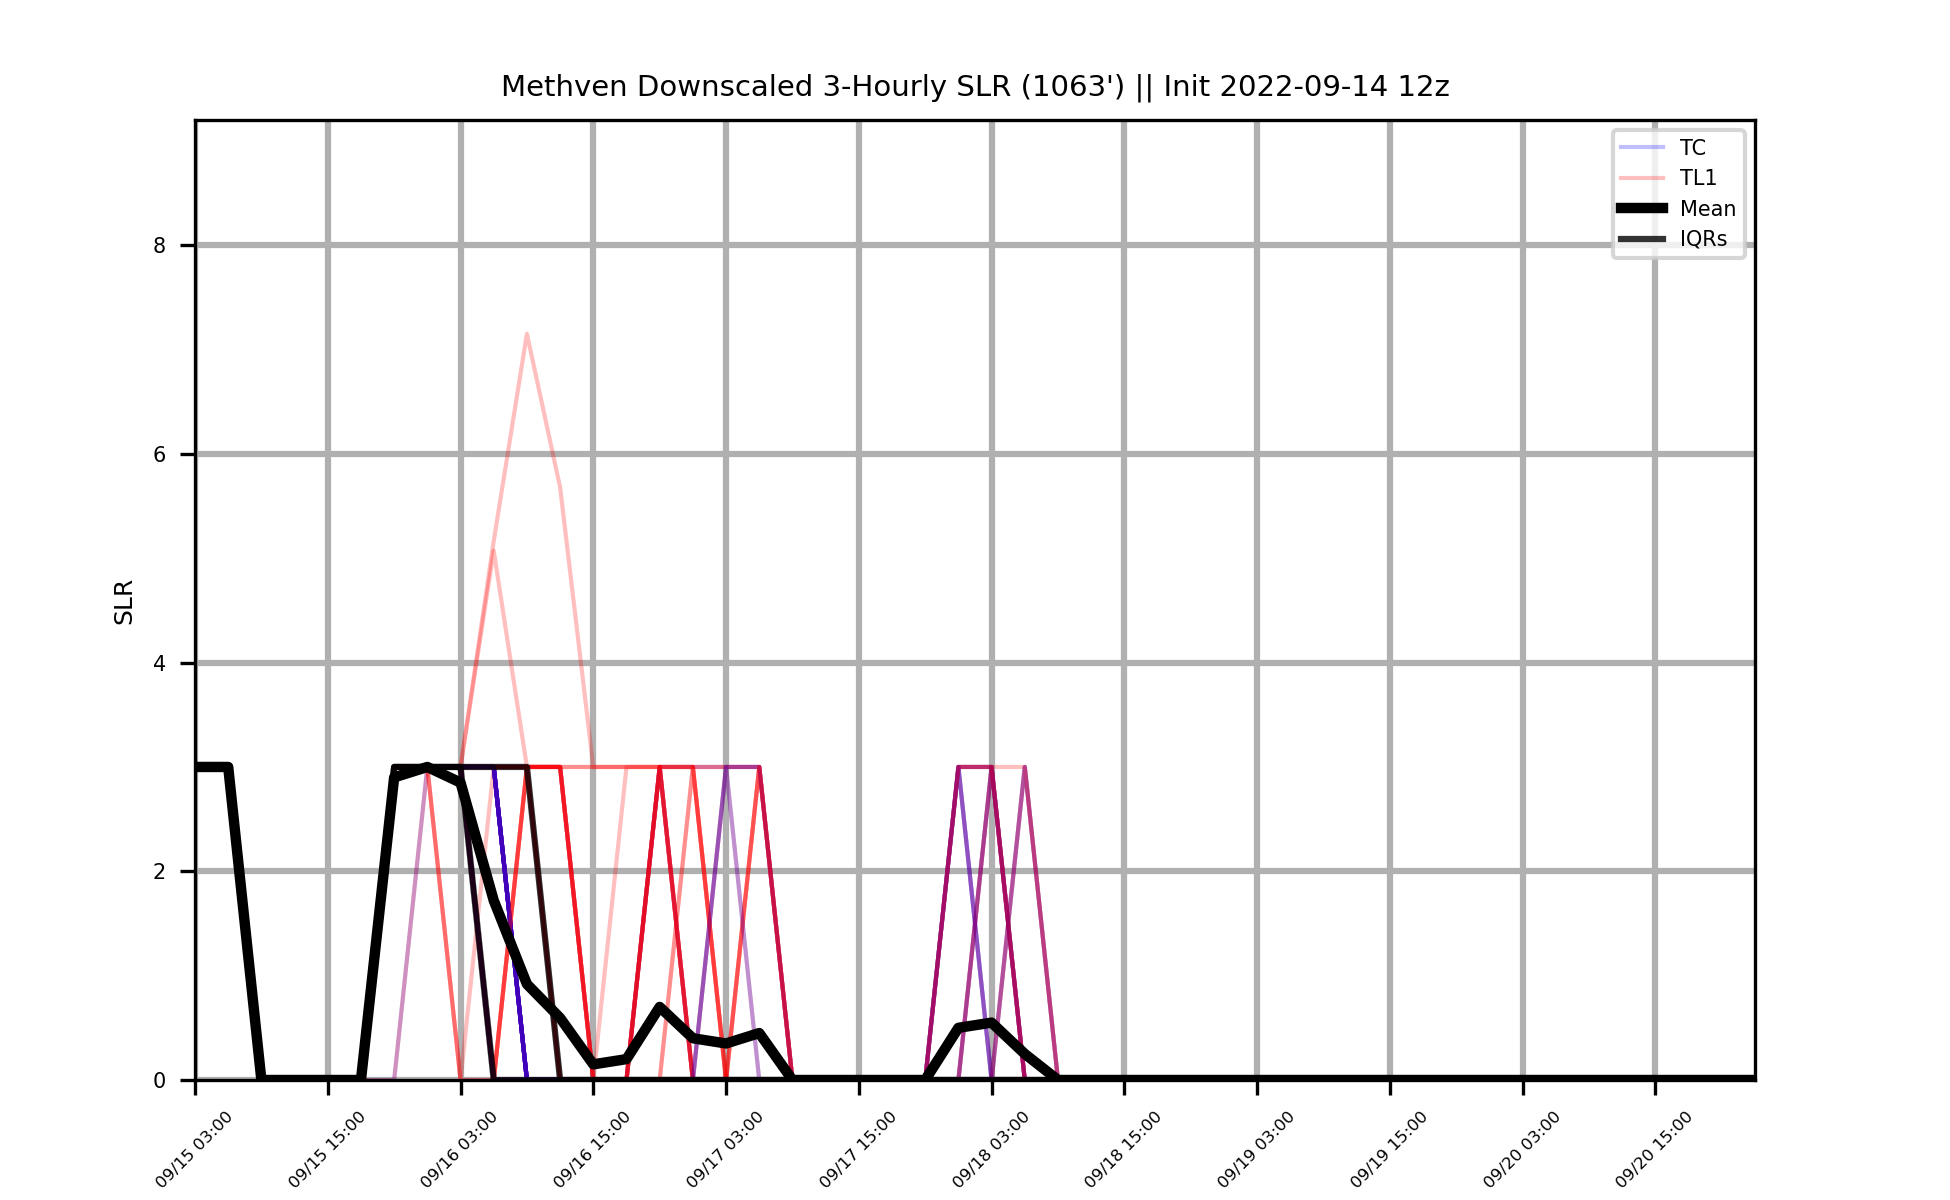 Methven Downscaled 3-Hourly SLR (1063') || Init 2022-09-14 12z
TC
TL1
Mean
IQRs
SLR
8
6
4
2
0
09/15 03:00
09/15 15:00
09/16 03:00
09/16 15:00
09/17 03:00
09/17 15:00
09/18 03:00
09/18 15:00
09/19 03:00
09/19 15:00
09/20 03:00
09/20 15:00